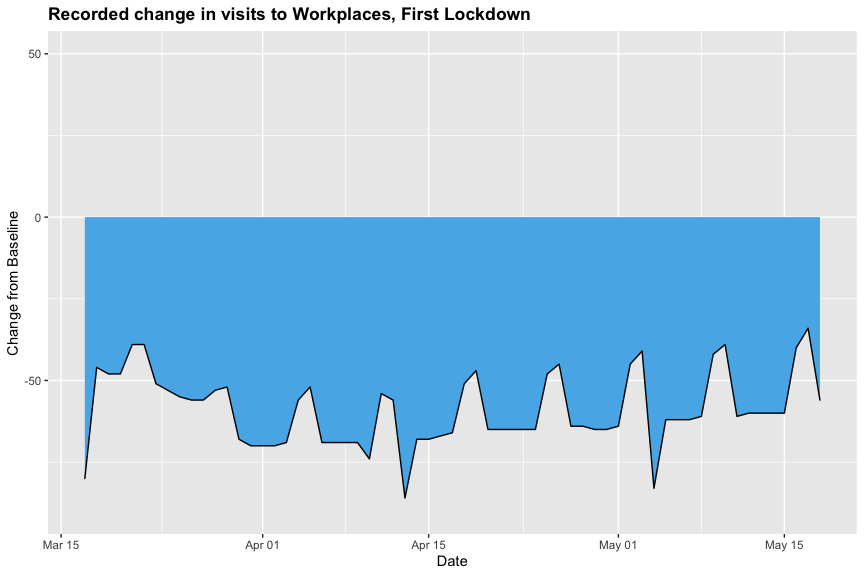 Recorded change in visits to Workplaces, First Lockdown
50
0
-50
Change from Baseline
Mar 15 Apr 01 Apr 15 May 01 May 15
Date